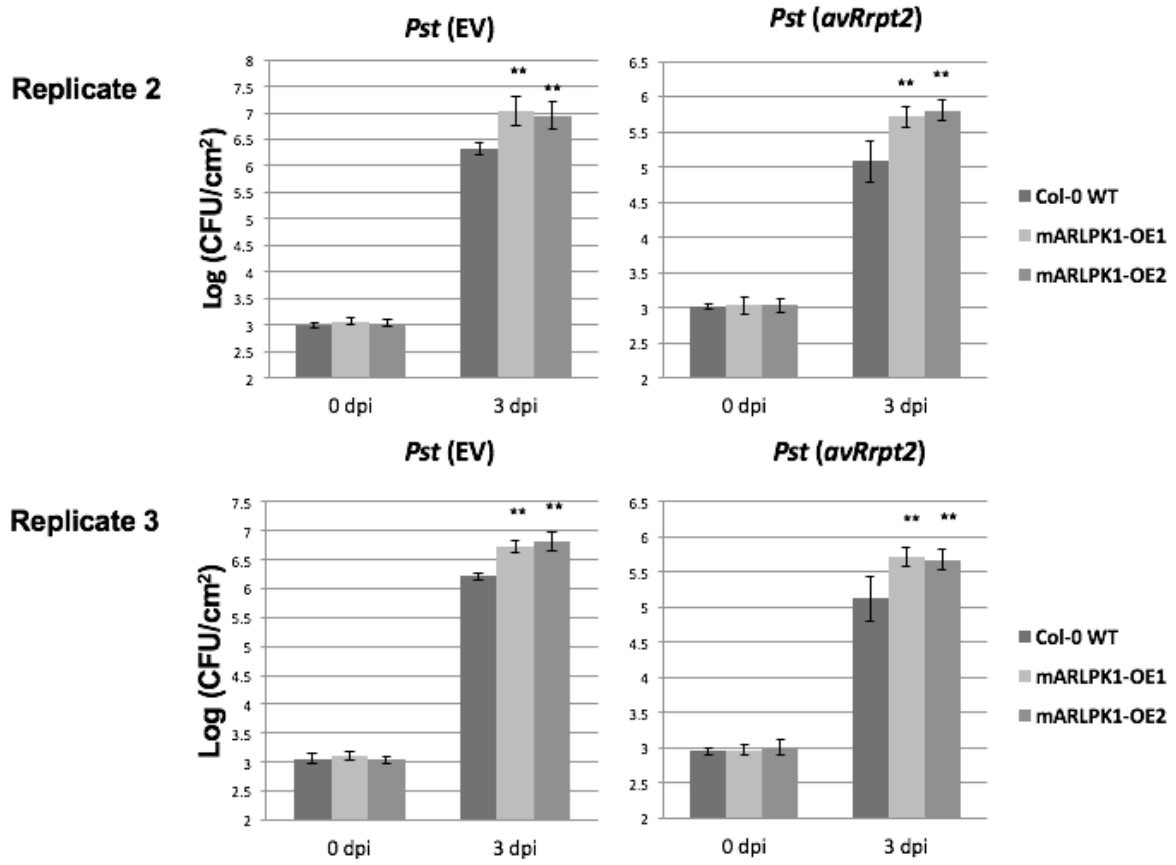 Pst (EV)
Pst (avRrpt2)
Replicate 2
Log (CFU/cm²)
8
7.5
7
6.5
6
5.5
5
4.5
4
3.5
3
2.5
2
** **
0 dpi 3 dpi
6.5
6
5.5
5
4.5
4
3.5
3
2.5
2
** **
0 dpi 3 dpi
Col-0 WT
mARLPK1-OE1
mARLPK1-OE2
Pst (EV)
Pst (avRrpt2)
Replicate 3
Log (CFU/cm²)
7.5
7
6.5
6
5.5
5
4.5
4
3.5
3
2.5
2
** **
0 dpi 3 dpi
6.5
6
5.5
5
4.5
4
3.5
3
2.5
2
** **
0 dpi 3 dpi
Col-0 WT
mARLPK1-OE1
mARLPK1-OE2